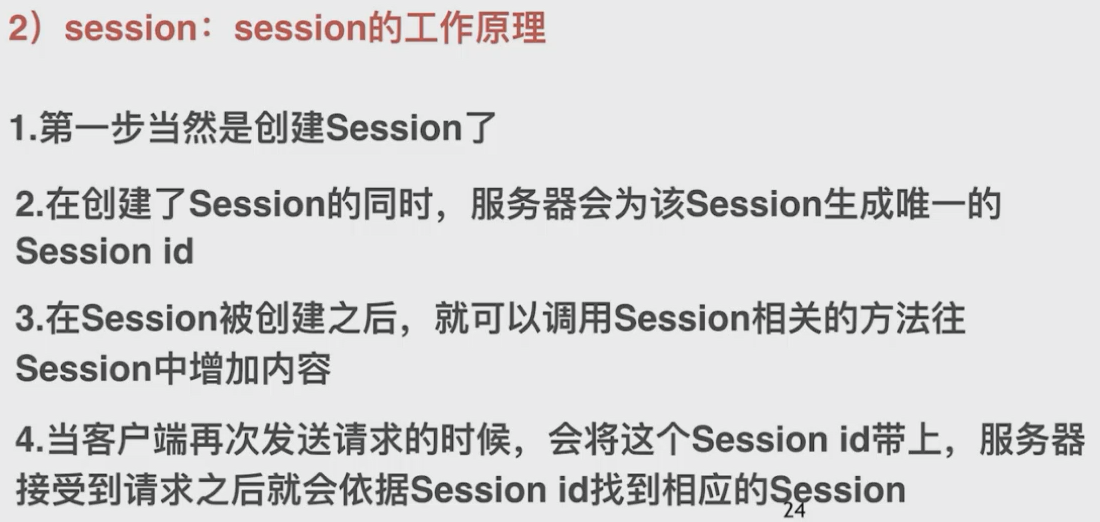 2）session：session的工作原理
1.第一步当然是创建Session了
2.在创建了Session的同时，服务器会为该Session生成唯一的
Session id
3.在Session被创建之后，就可以调用Session相关的方法往
Session中增加内容
4.当客户端再次发送请求的时候，会将这个Session id带上，服务器
接受到请求之后就会依据Session id找到相应的Session
24